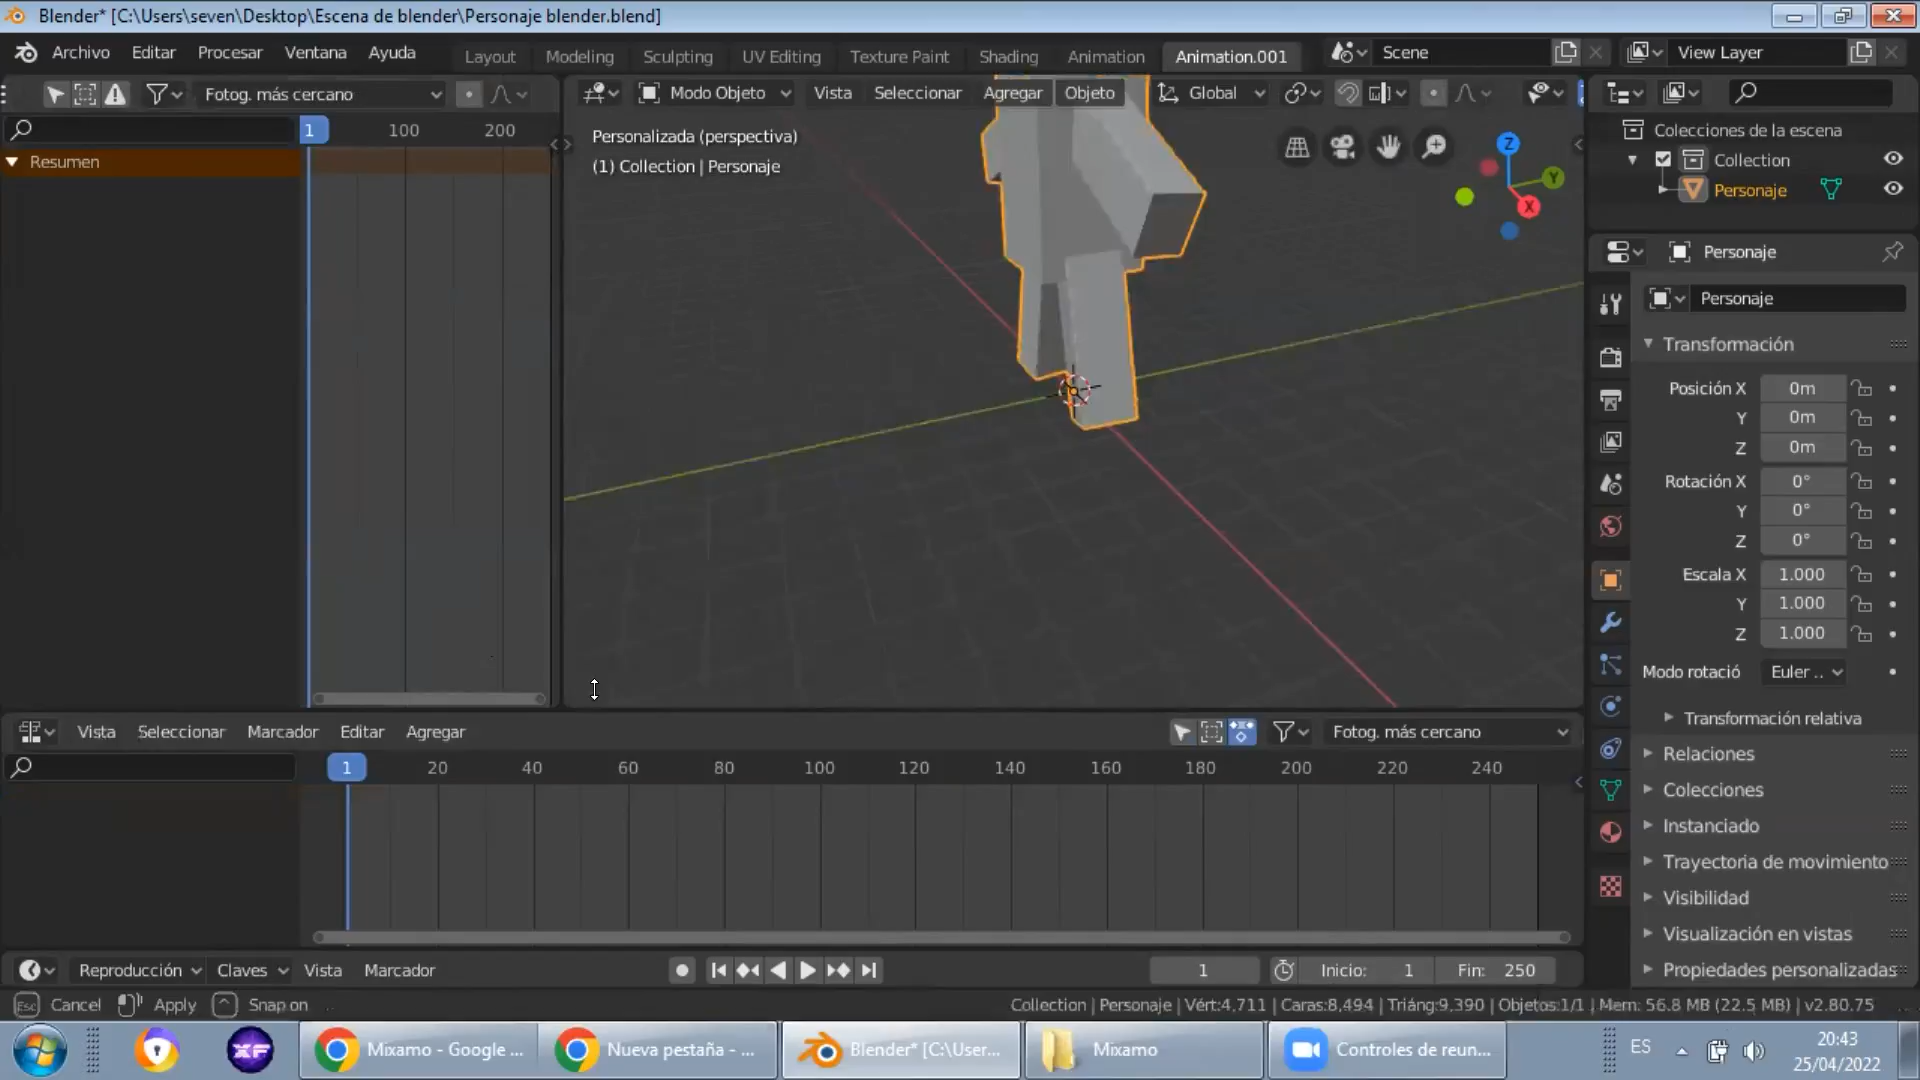 Blender* [C:\Users\seven\Desktop\Escena de blender\Personaje blender.blend]
Archivo Editar Procesar Ventana Ayuda Layout Modeling Sculpting UV Editing Texture Paint Shading Animation Animation.001 Scene View Layer
Fotog. más cercano Modo Objeto Vista Seleccionar Agregar Objeto Global
1 100 200
Resumen
Personalizada (perspectiva)
(1) Collection | Personaje
Z
Y
X
Colecciones de la escena
Collection
Personaje
Personaje
Personaje
Transformación
Posición X 0m
Y 0m
Z 0m
Rotación X 0°
Y 0°
Z 0°
Escala X 1.000
Y 1.000
Z 1.000
Modo rotació Euler ..
Transformación relativa
Relaciones
Colecciones
Instanciado
Trayectoria de movimiento
Visibilidad
Visualización en vistas
Propiedades personalizadas
Vista Seleccionar Marcador Editar Agregar Fotog. más cercano
1 20 40 60 80 100 120 140 160 180 200 220 240
Reproducción Claves Vista Marcador 1 Inicio: 1 Fin: 250
Esc Cancel Apply Snap on Collection | Personaje | Vért:4,711 | Caras:8,494 | Triáng:9,390 | Objetos:1/1 | Mem: 56.8 MB (22.5 MB) | v2.80.75
XF Mixamo - Google ... Nueva pestaña - ... Blender* [C:\User... Mixamo Controles de reun... ES 20:43
25/04/2022